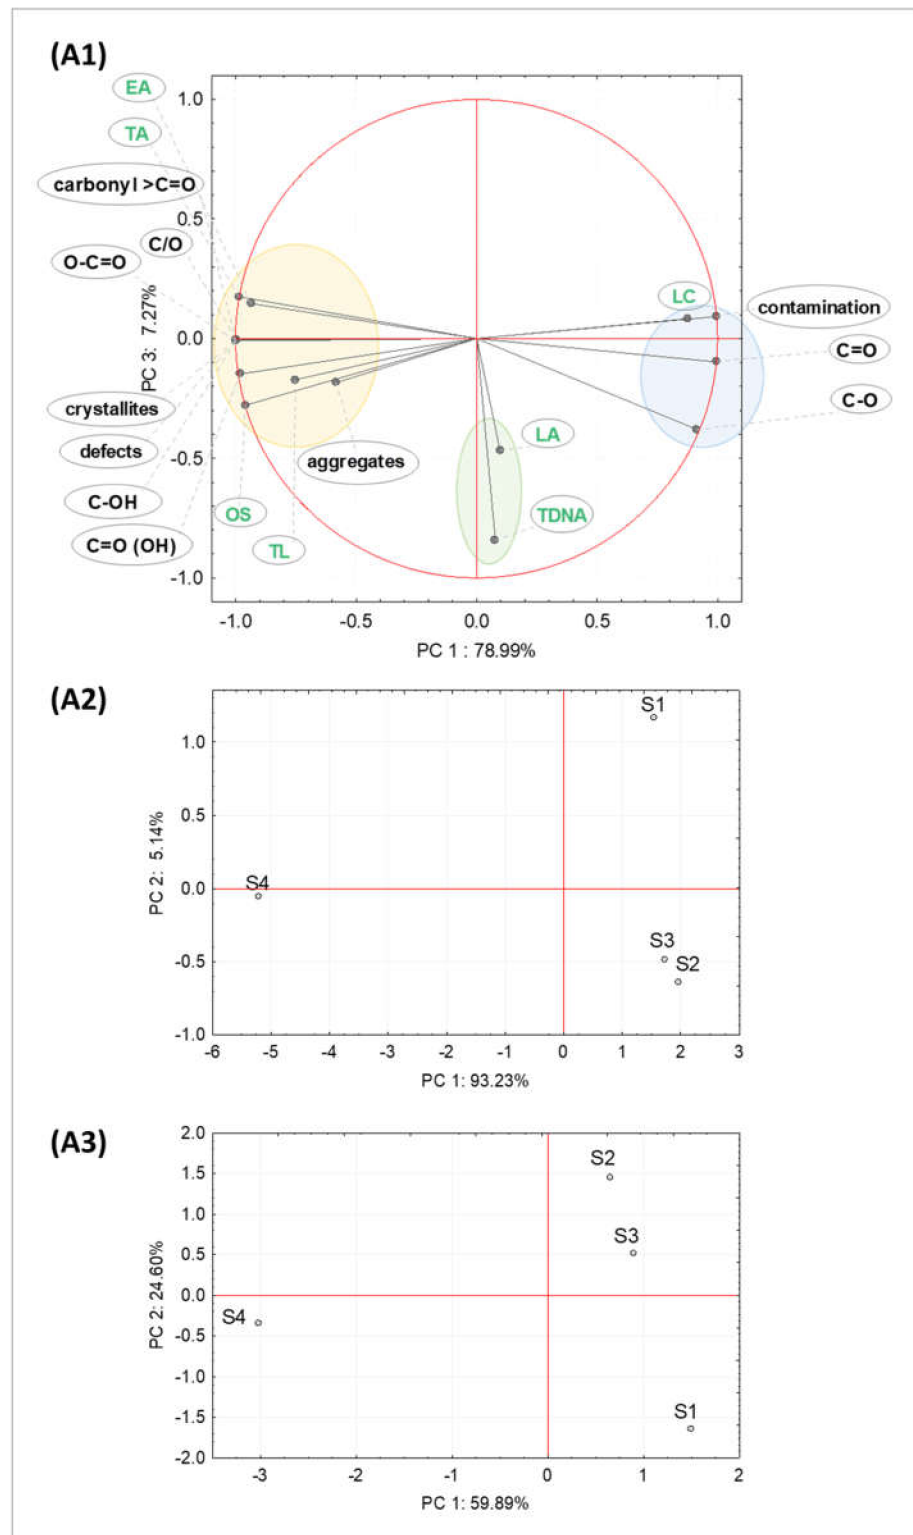 (A1)
EA
TA
carbonyl >C=O
C/O
O-C=O
crystallites
defects
C-OH
C=O (OH)
OS
TL
aggregates
LA
TDNA
LC
contamination
C=O
C-O
1.0
0.5
0.0
-0.5
-1.0
PC 3: 7.27%
-1.0
-0.5
0.0
0.5
1.0
PC 1 : 78.99%
(A2)
S1
S4
S3
S2
1.0
0.5
0.0
-0.5
-1.0
PC 2: 5.14%
-6
-5
-4
-3
-2
-1
0
1
2
3
PC 1: 93.23%
(A3)
S2
S3
S4
S1
2.0
1.5
1.0
0.5
0.0
-0.5
-1.0
-1.5
-2.0
PC 2: 24.60%
-3
-2
-1
0
1
2
PC 1: 59.89%